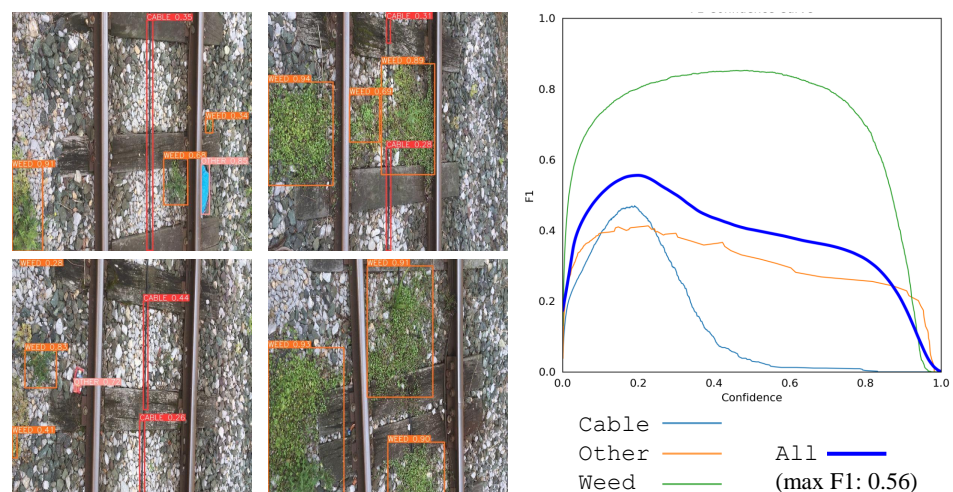 CABLE 0.35
WEED 0.34
OTHER 0.85
WEED 0.91
CABLE 0.31
WEED 0.89
WEED 0.94
WEED 0.69
CABLE 0.28
WEED 0.28
CABLE 0.44
WEED 0.83
CABLE 0.26
WEED 0.41
WEED 0.91
WEED 0.93
WEED 0.90
1.0
0.8
0.6
0.4
0.2
0.0
F1
0.0 0.2 0.4 0.6 0.8 1.0
Confidence
Cable
Other All
Weed (max F1: 0.56)